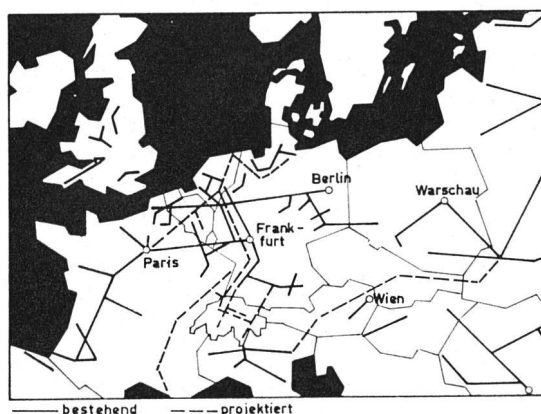 Berlin
Warschau
Frank-
furt
Paris
Wien
bestehend
projektiert